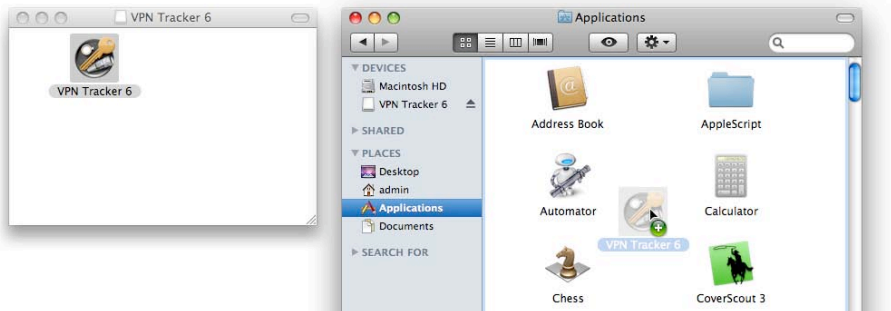 VPN Tracker 6
VPN Tracker 6
Applications
DEVICES
Macintosh HD
VPN Tracker 6
SHARED
PLACES
Desktop
admin
Applications
Documents
SEARCH FOR
Address Book
AppleScript
Automator
Calculator
VPN Tracker 6
Chess
CoverScout 3